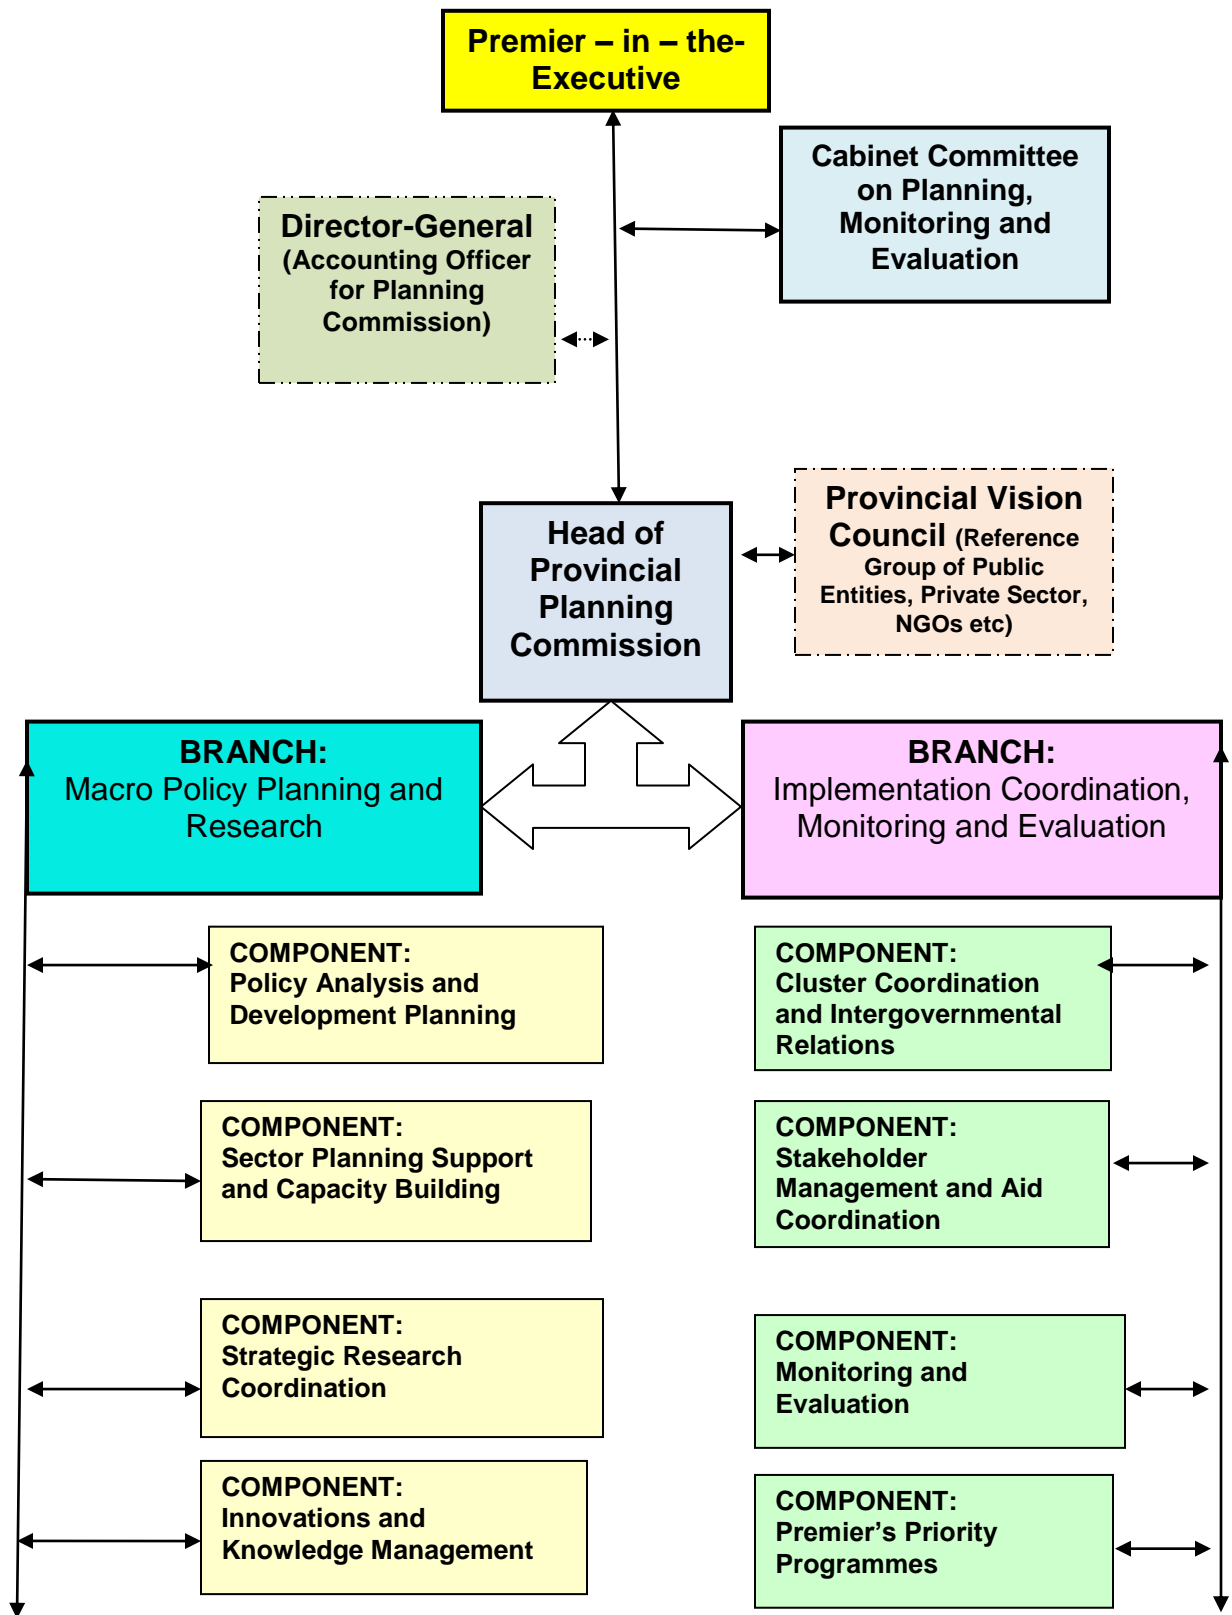 Premier – in – the-
Executive
Cabinet Committee
on Planning,
Monitoring and
Evaluation
Director-General
(Accounting Officer
for Planning
Commission)
Head of
Provincial
Planning
Commission
Provincial Vision
Council (Reference
Group of Public
Entities, Private Sector,
NGOs etc)
BRANCH:
Macro Policy Planning and
Research
BRANCH:
Implementation Coordination,
Monitoring and Evaluation
COMPONENT:
Policy Analysis and
Development Planning
COMPONENT:
Cluster Coordination
and Intergovernmental
Relations
COMPONENT:
Sector Planning Support
and Capacity Building
COMPONENT:
Stakeholder
Management and Aid
Coordination
COMPONENT:
Strategic Research
Coordination
COMPONENT:
Monitoring and
Evaluation
COMPONENT:
Innovations and
Knowledge Management
COMPONENT:
Premier’s Priority
Programmes